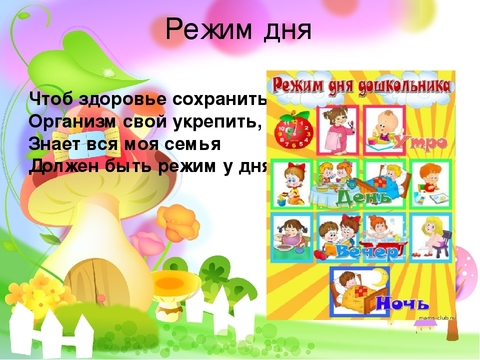 Режим дня
Чтоб здоровье сохранить,
Организм свой укрепить,
Знает вся моя семья
Должен быть режим у дня
Режим дня дошкольника
Утро
День
Вечер
Ночь